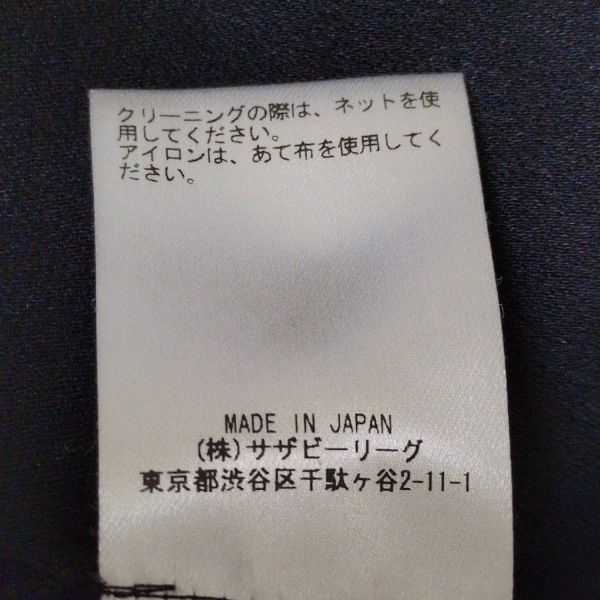 クリーニングの際は、ネットを使
用してください。
アイロンは、あて布を使用してく
ださい。
MADE IN JAPAN
(株)サザビーリーグ
東京都渋谷区千駄ヶ谷2-11-1